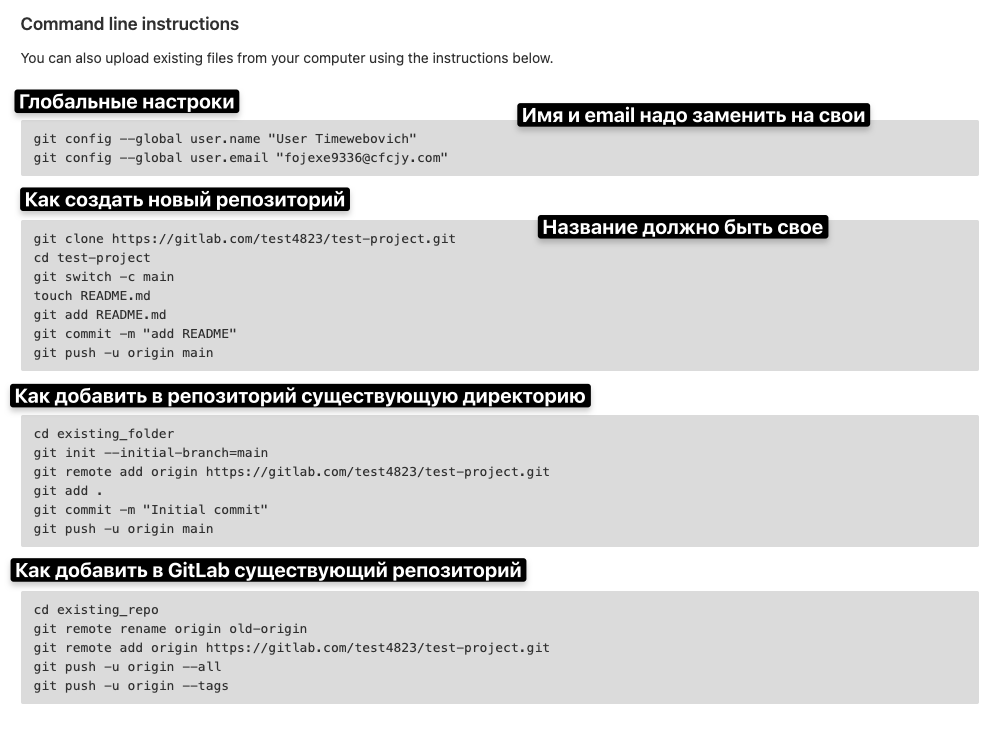 Command line instructions
You can also upload existing files from your computer using the instructions below.
Глобальные настроки
Имя и email надо заменить на свои
git config --global user.name "User Timewebovich"
git config --global user.email "fojexe9336@cfcjy.com"
Как создать новый репозиторий
Название должно быть свое
git clone https://gitlab.com/test4823/test-project.git
cd test-project
git switch -c main
touch README.md
git add README.md
git commit -m "add README"
git push -u origin main
Как добавить в репозиторий существующую директорию
cd existing_folder
git init --initial-branch=main
git remote add origin https://gitlab.com/test4823/test-project.git
git add .
git commit -m "Initial commit"
git push -u origin main
Как добавить в GitLab существующий репозиторий
cd existing_repo
git remote rename origin old-origin
git remote add origin https://gitlab.com/test4823/test-project.git
git push -u origin --all
git push -u origin --tags